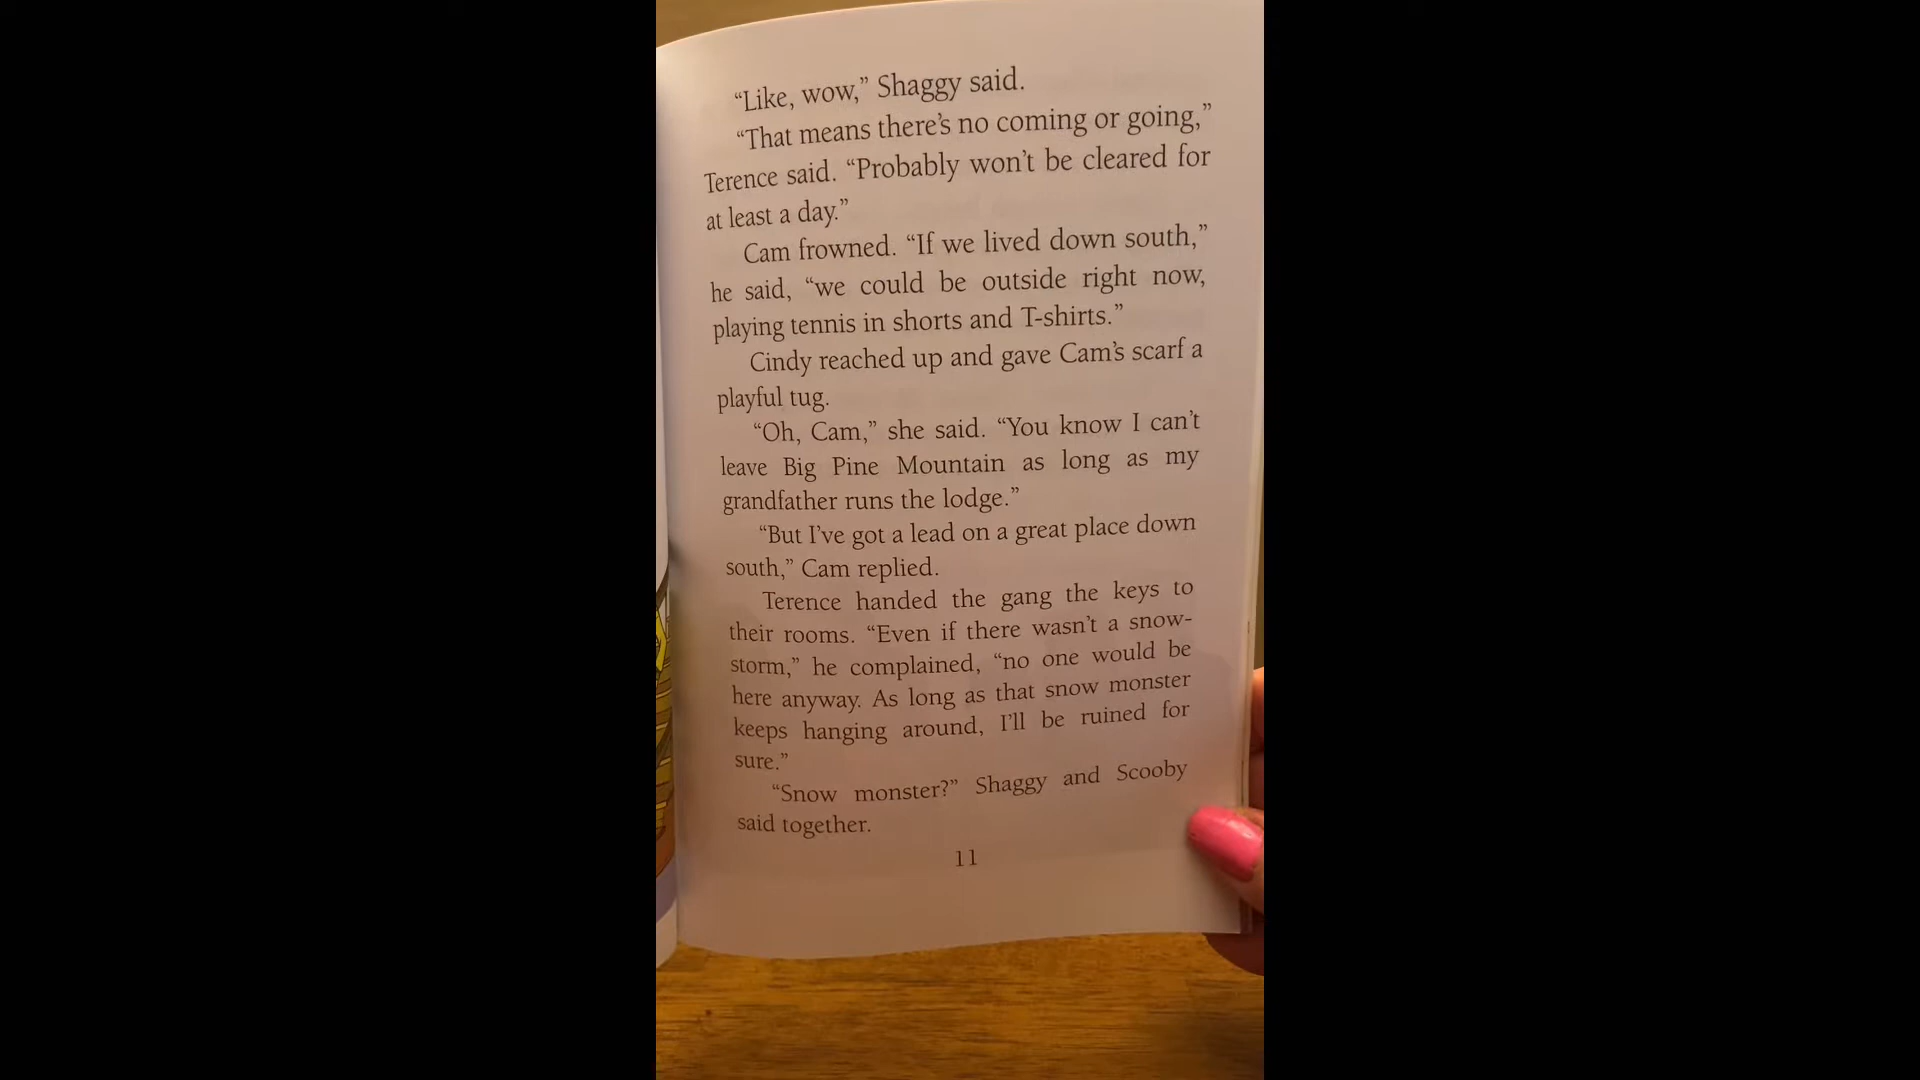 “Like, wow,” Shaggy said.
“That means there’s no coming or going,”
Terence said. “Probably won’t be cleared for
at least a day.”
Cam frowned. “If we lived down south,”
he said, “we could be outside right now,
playing tennis in shorts and T-shirts.”
Cindy reached up and gave Cam’s scarf a
playful tug.
“Oh, Cam,” she said. “You know I can’t
leave Big Pine Mountain as long as my
grandfather runs the lodge.”
“But I’ve got a lead on a great place down
south,” Cam replied.
Terence handed the gang the keys to
their rooms. “Even if there wasn’t a snow-
storm,” he complained, “no one would be
here anyway. As long as that snow monster
keeps hanging around, I’ll be ruined for
sure.”
“Snow monster?” Shaggy and Scooby
said together.
11